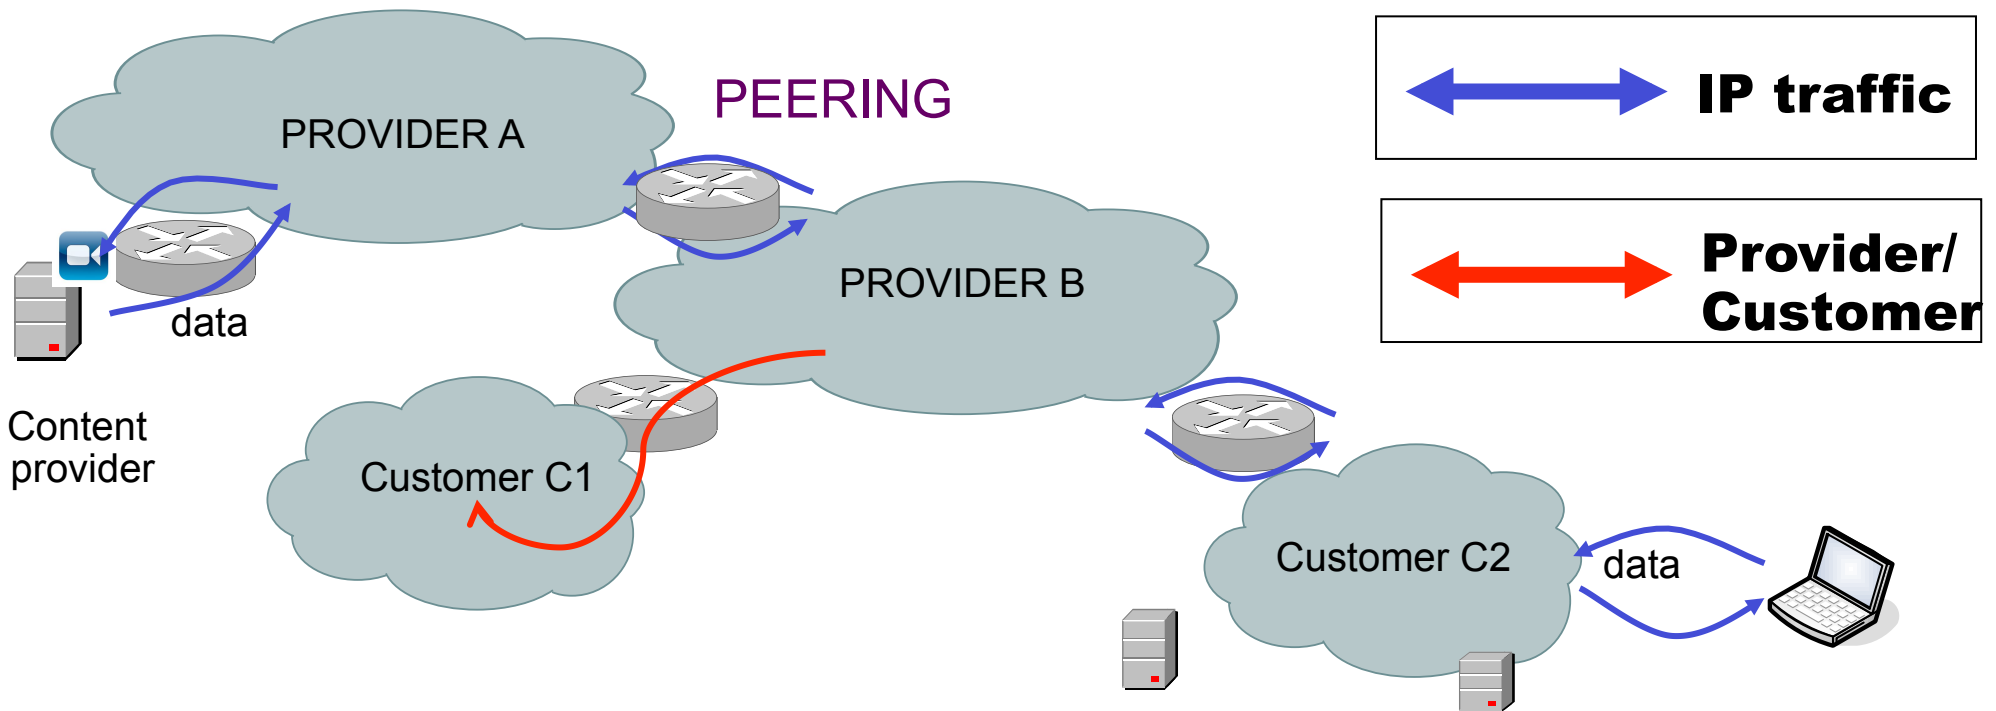 PEERING
IP traffic
PROVIDER A
Provider/
Customer
PROVIDER B
data
Content
provider
Customer C1
Customer C2
data